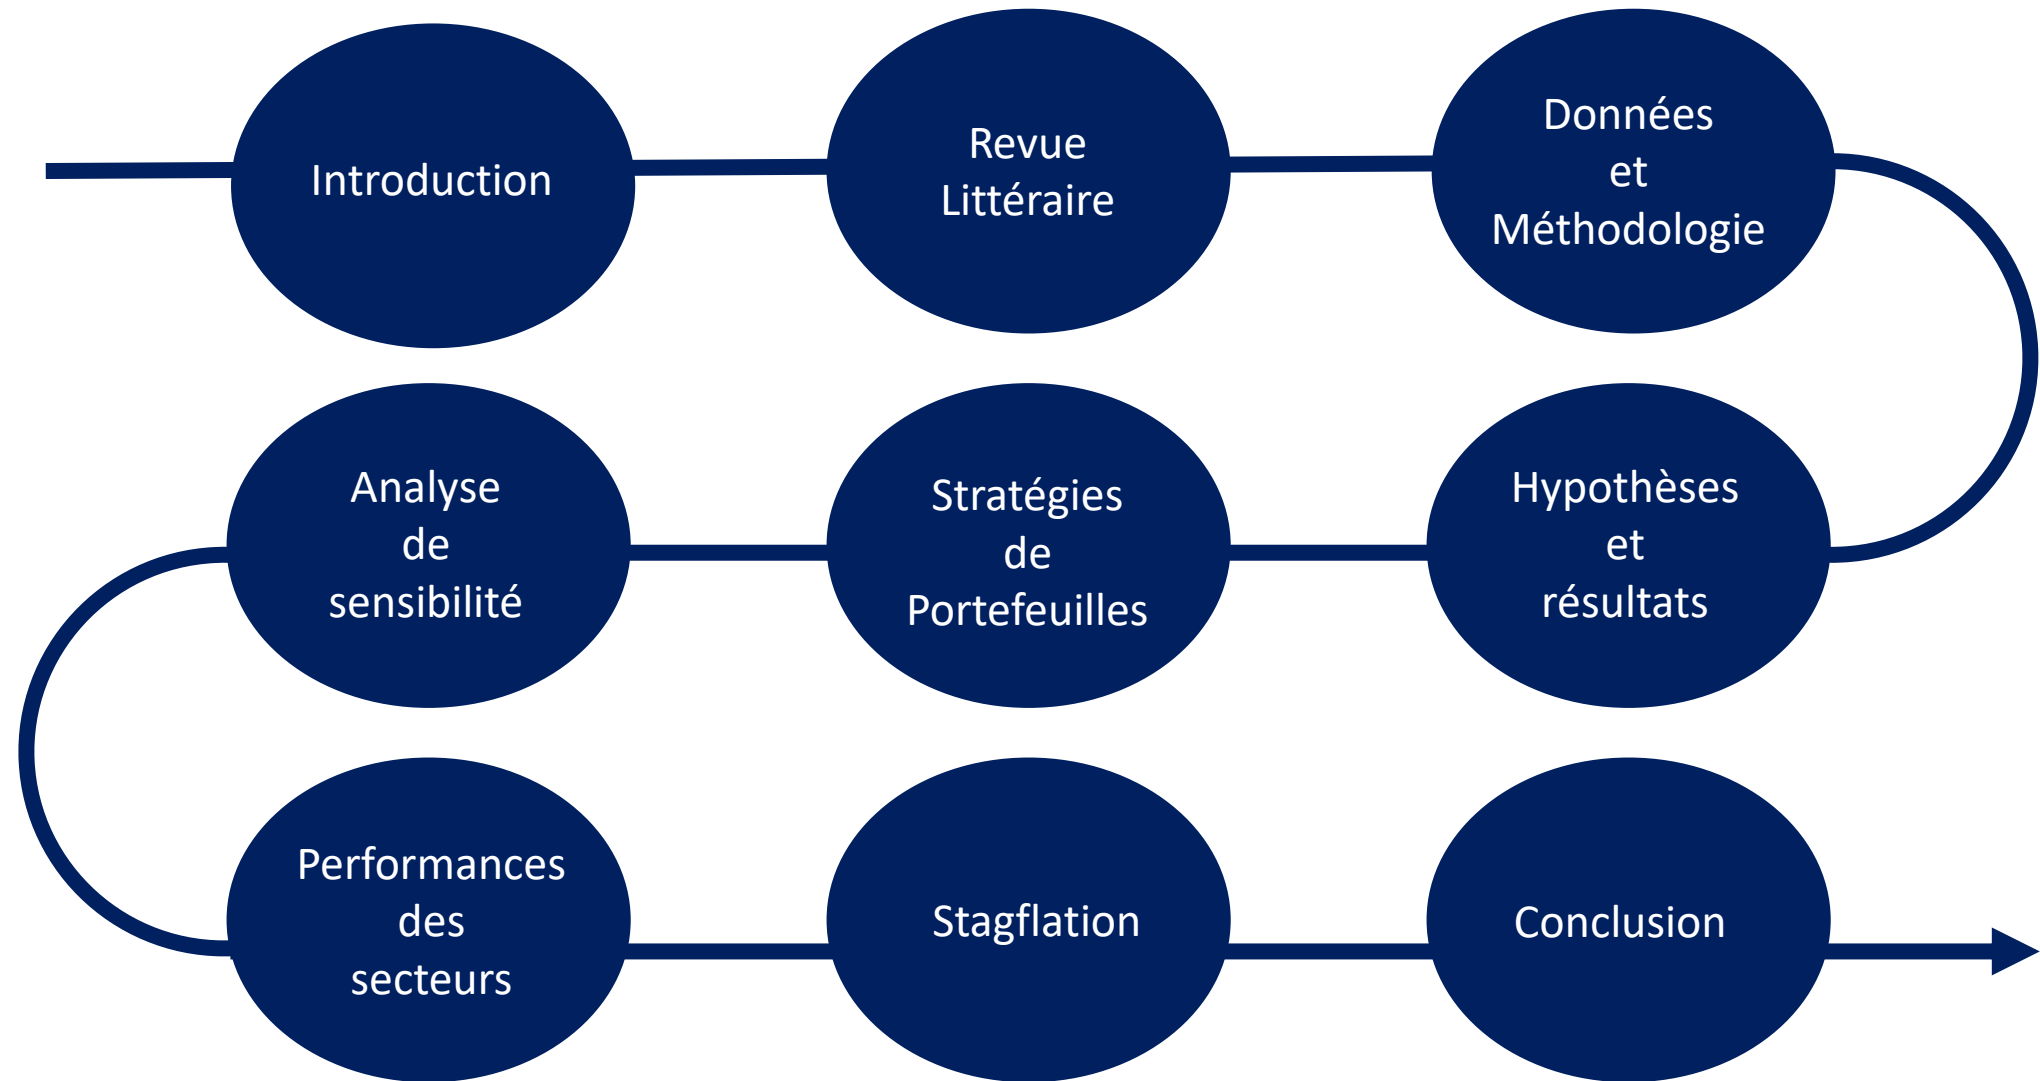 Introduction
Revue
Littéraire
Données
et
Méthodologie
Hypothèses
et
résultats
Stratégies
de
Portefeuilles
Analyse
de
sensibilité
Performances
des
secteurs
Stagflation
Conclusion